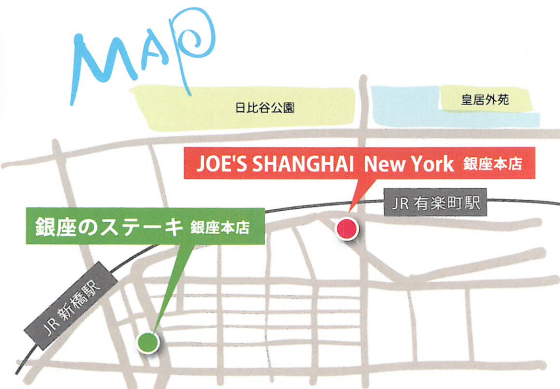 MAP
日比谷公園
皇居外苑
JOE'S SHANGHAI New York 銀座本店
JR 有楽町駅
銀座のステーキ 銀座本店
JR 新橋駅